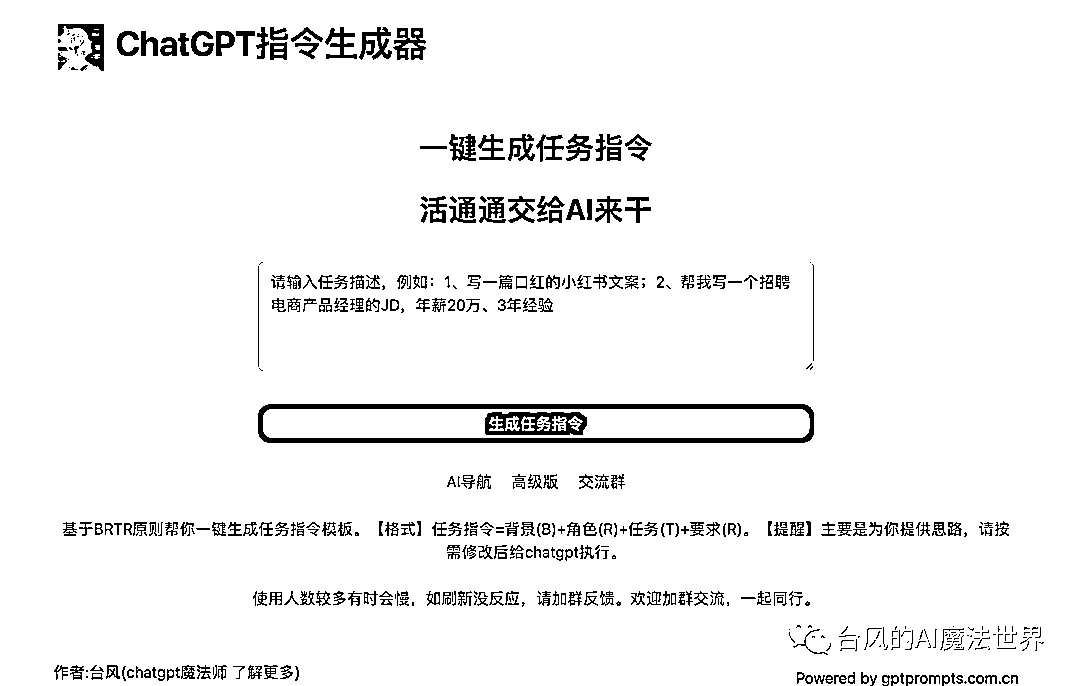 ChatGPT指令生成器
一键生成任务指令
活通通交给AI来干
请输入任务描述，例如：1、写一篇口红的小红书文案；2、帮我写一个招聘
电商产品经理的JD，年薪20万、3年经验
生成任务指令
AI导航 高级版 交流群
基于BRTR原则帮你一键生成任务指令模板。【格式】任务指令=背景(B)+角色(R)+任务(T)+要求(R)。【提醒】主要是为你提供思路，请按
需修改后给chatgpt执行。
使用人数较多有时会慢，如刷新没反应，请加群反馈。欢迎加群交流，一起同行。
台风的AI魔法世界
作者:台风(chatgpt魔法师 了解更多)
Powered by gptprompts.com.cn